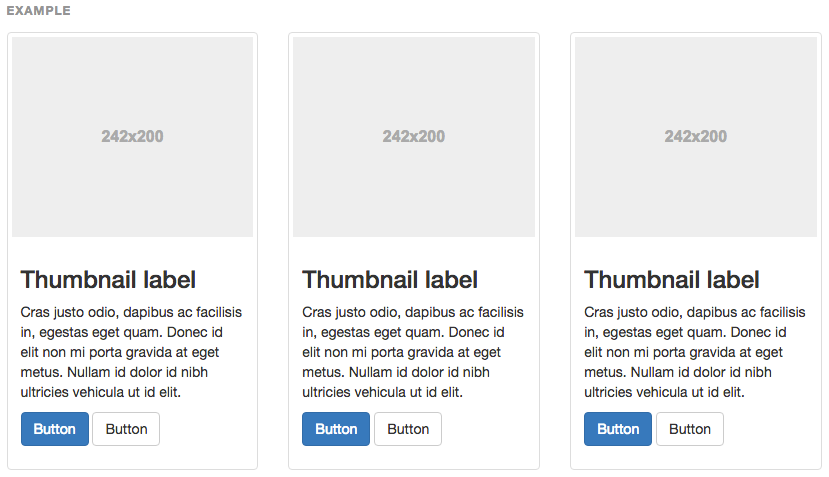 EXAMPLE
242x200
Thumbnail label
Cras justo odio, dapibus ac facilisis
in, egestas eget quam. Donec id
elit non mi porta gravida at eget
metus. Nullam id dolor id nibh
ultricies vehicula ut id elit.
Button Button
242x200
Thumbnail label
Cras justo odio, dapibus ac facilisis
in, egestas eget quam. Donec id
elit non mi porta gravida at eget
metus. Nullam id dolor id nibh
ultricies vehicula ut id elit.
Button Button
242x200
Thumbnail label
Cras justo odio, dapibus ac facilisis
in, egestas eget quam. Donec id
elit non mi porta gravida at eget
metus. Nullam id dolor id nibh
ultricies vehicula ut id elit.
Button Button